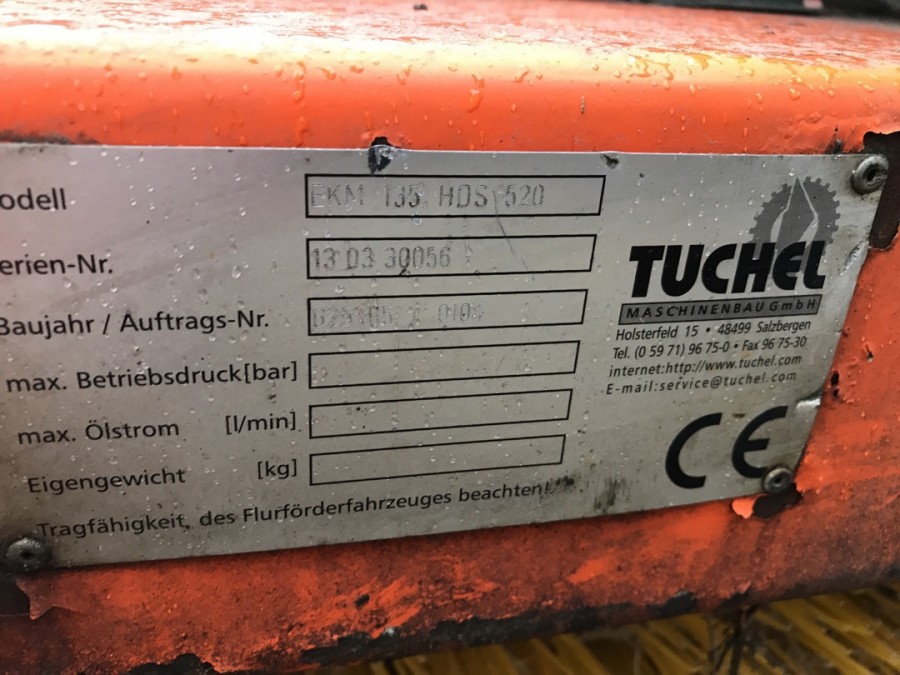 odell EKM 135 HDS 520
erien-Nr. 13 03 30056
Baujahr / Auftrags-Nr.
max. Betriebsdruck[bar]
max. Ölstrom [l/min]
Eigengewicht [kg]
Tragfähigkeit, des Flurförderfahrzeuges beachten!
TUCHEL
MASCHINENBAU GmbH
Holsterfeld 15 • 48499 Salzbergen
Tel. (0 59 71) 96 75-0 • Fax 96 75-30
internet:http://www.tuchel.com
E-mail:service@tuchel.com
CE